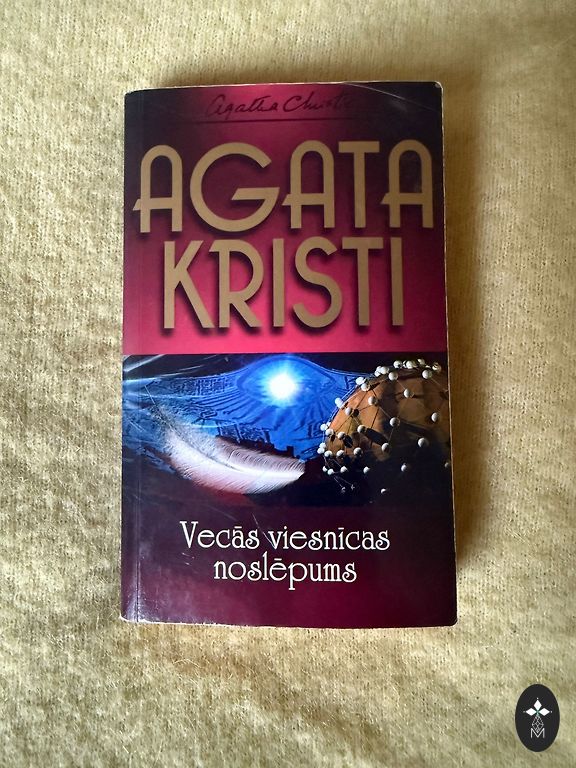 Agatha Christie
AGATA
KRISTI
Vecās viesnīcas
noslēpums
M